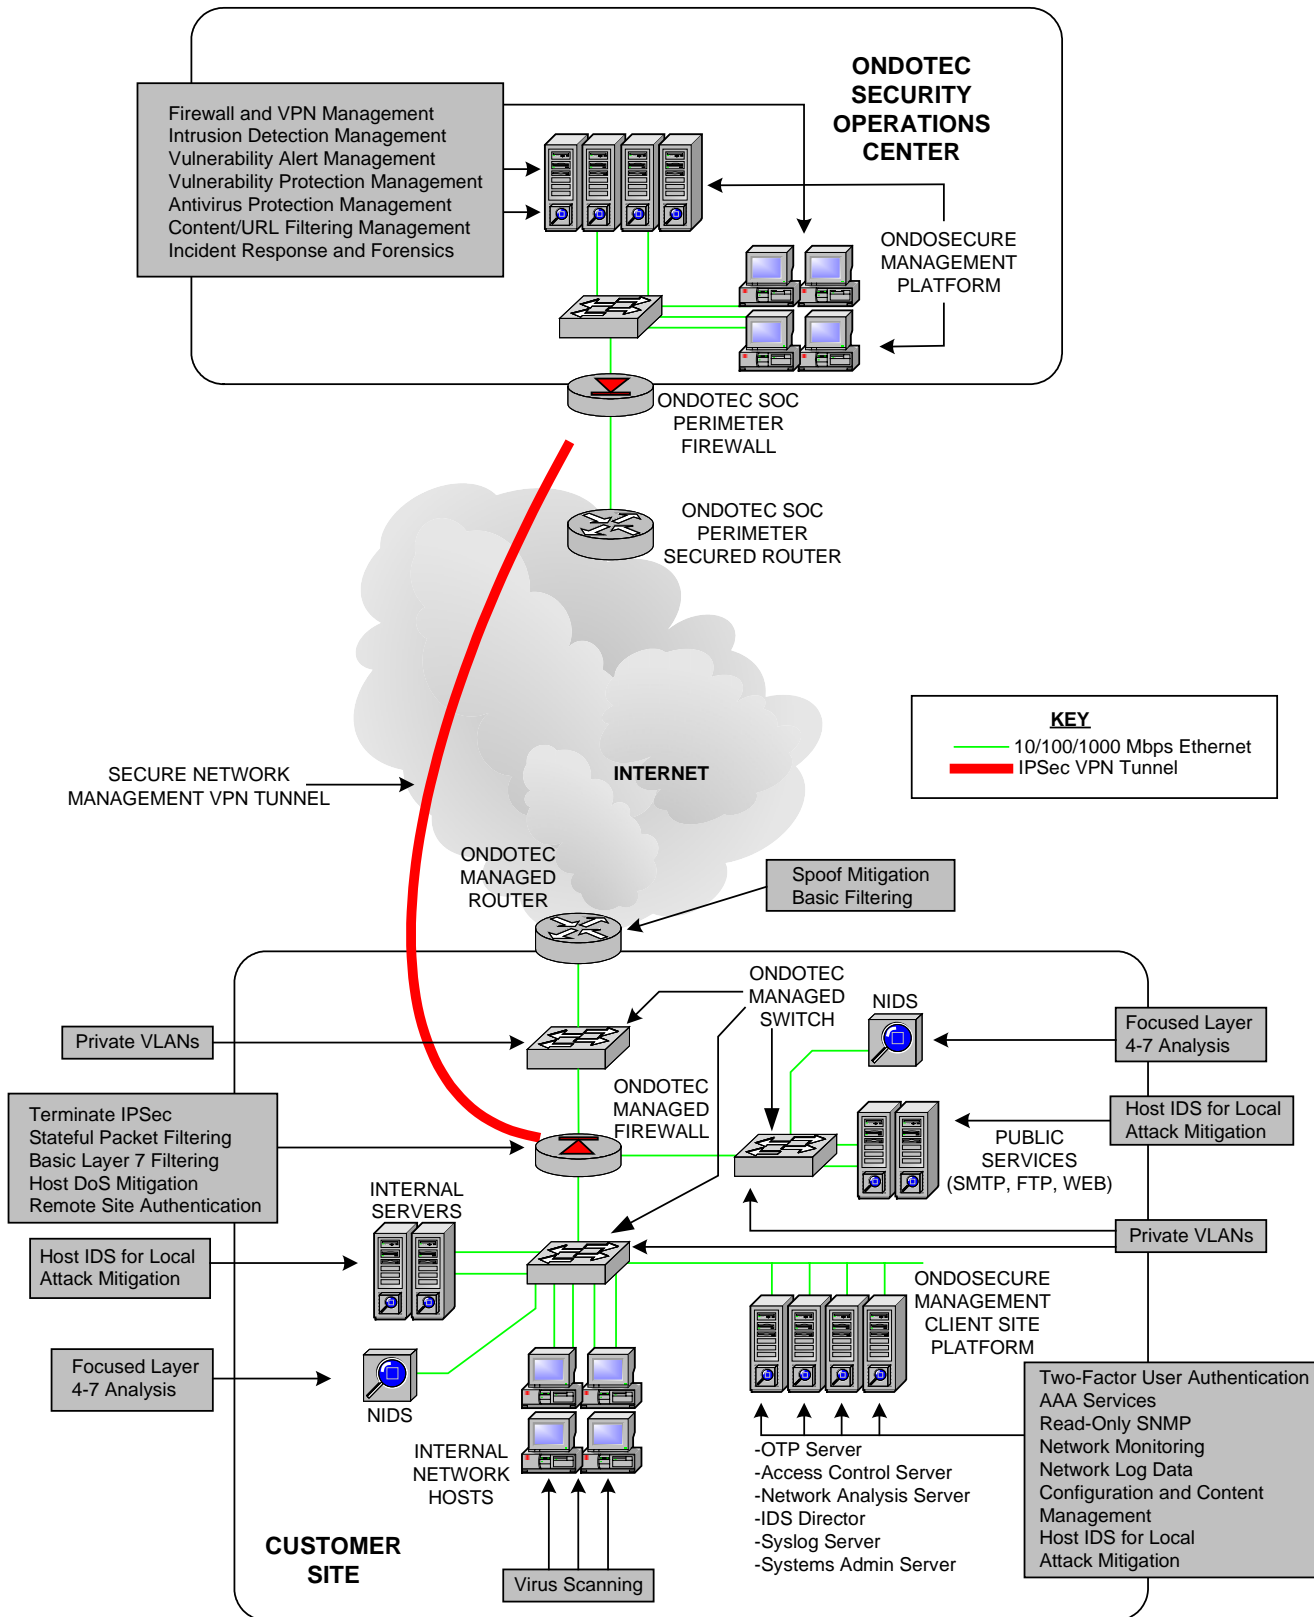 ONDOTEC
SECURITY
OPERATIONS
CENTER
Firewall and VPN Management
Intrusion Detection Management
Vulnerability Alert Management
Vulnerability Protection Management
Antivirus Protection Management
Content/URL Filtering Management
Incident Response and Forensics
ONDOSECURE
MANAGEMENT
PLATFORM
ONDOTEC SOC
PERIMETER
FIREWALL
ONDOTEC SOC
PERIMETER
SECURED ROUTER
KEY
10/100/1000 Mbps Ethernet
IPSec VPN Tunnel
INTERNET
SECURE NETWORK
MANAGEMENT VPN TUNNEL
ONDOTEC
MANAGED
ROUTER
Spoof Mitigation
Basic Filtering
ONDOTEC
MANAGED
SWITCH
NIDS
Focused Layer
4-7 Analysis
Private VLANs
ONDOTEC
MANAGED
FIREWALL
Terminate IPSec
Stateful Packet Filtering
Basic Layer 7 Filtering
Host DoS Mitigation
Remote Site Authentication
Host IDS for Local
Attack Mitigation
PUBLIC
SERVICES
(SMTP, FTP, WEB)
INTERNAL
SERVERS
Private VLANs
Host IDS for Local
Attack Mitigation
ONDOSECURE
MANAGEMENT
CLIENT SITE
PLATFORM
Focused Layer
4-7 Analysis
NIDS
INTERNAL
NETWORK
HOSTS
-OTP Server
-Access Control Server
-Network Analysis Server
-IDS Director
-Syslog Server
-Systems Admin Server
Two-Factor User Authentication
AAA Services
Read-Only SNMP
Network Monitoring
Network Log Data
Configuration and Content
Management
Host IDS for Local
Attack Mitigation
CUSTOMER
SITE
Virus Scanning